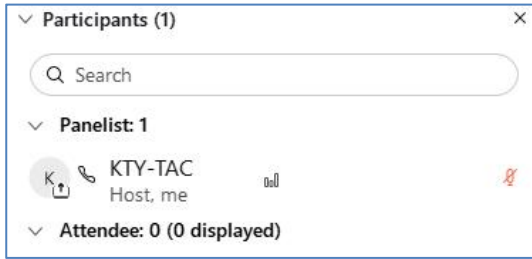 Participants (1)
Search
Panelist: 1
K
KTY-TAC
Host, me
Attendee: 0 (0 displayed)